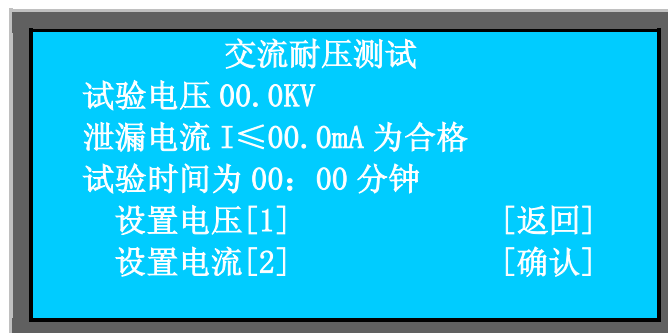 交流耐压测试
试验电压 00.0KV
泄漏电流 I≤00.0mA 为合格
试验时间为 00：00 分钟
设置电压[1] [返回]
设置电流[2] [确认]